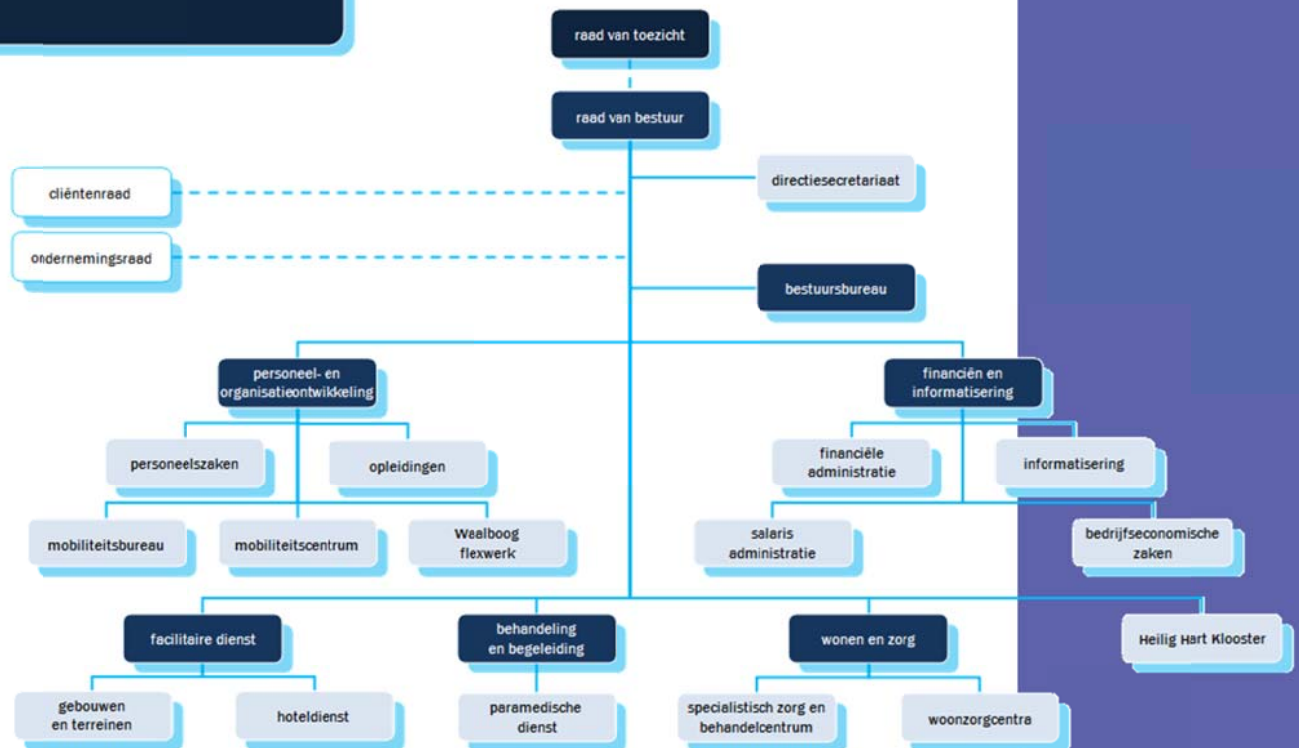 raad van toezicht
raad van bestuur
cliëntenraad
directiesecretariaat
ondernemingsraad
bestuursbureau
personeel- en
organisatieontwikkeling
financiën en
informatisering
personeelszaken
opleidingen
financiële
administratie
informatisering
mobiliteitsbureau
mobiliteitscentrum
Waalboog
flexwerk
salaris
administratie
bedrijfseconomische
zaken
facilitaire dienst
behandeling
en begeleiding
wonen en zorg
Heilig Hart Klooster
gebouwen
en terreinen
hoteldienst
paramedische
dienst
specialistisch zorg en
behandelcentrum
woonzorgcentra